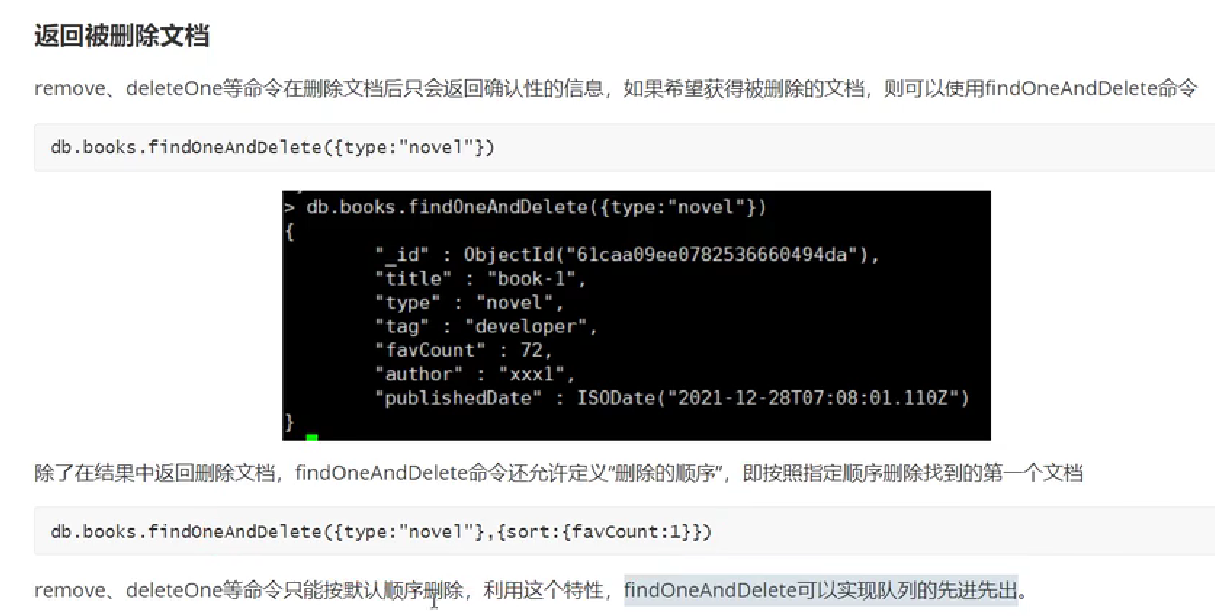 返回被删除文档
remove、deleteOne等命令在删除文档后只会返回确认性的信息，如果希望获得被删除的文档，则可以使用findOneAndDelete命令
db.books.findOneAndDelete({type:"novel"})
> db.books.findOneAndDelete({type:"novel"})
{
"_id" : ObjectId("61caa09ee0782536660494da"),
"title" : "book-1",
"type" : "novel",
"tag" : "developer",
"favCount" : 72,
"author" : "xxx1",
"publishedDate" : ISODate("2021-12-28T07:08:01.110Z")
}
除了在结果中返回删除文档，findOneAndDelete命令还允许定义“删除的顺序”，即按照指定顺序删除找到的第一个文档
db.books.findOneAndDelete({type:"novel"},{sort:{favCount:1}})
remove、deleteOne等命令只能按默认顺序删除，利用这个特性，findOneAndDelete可以实现队列的先进先出。